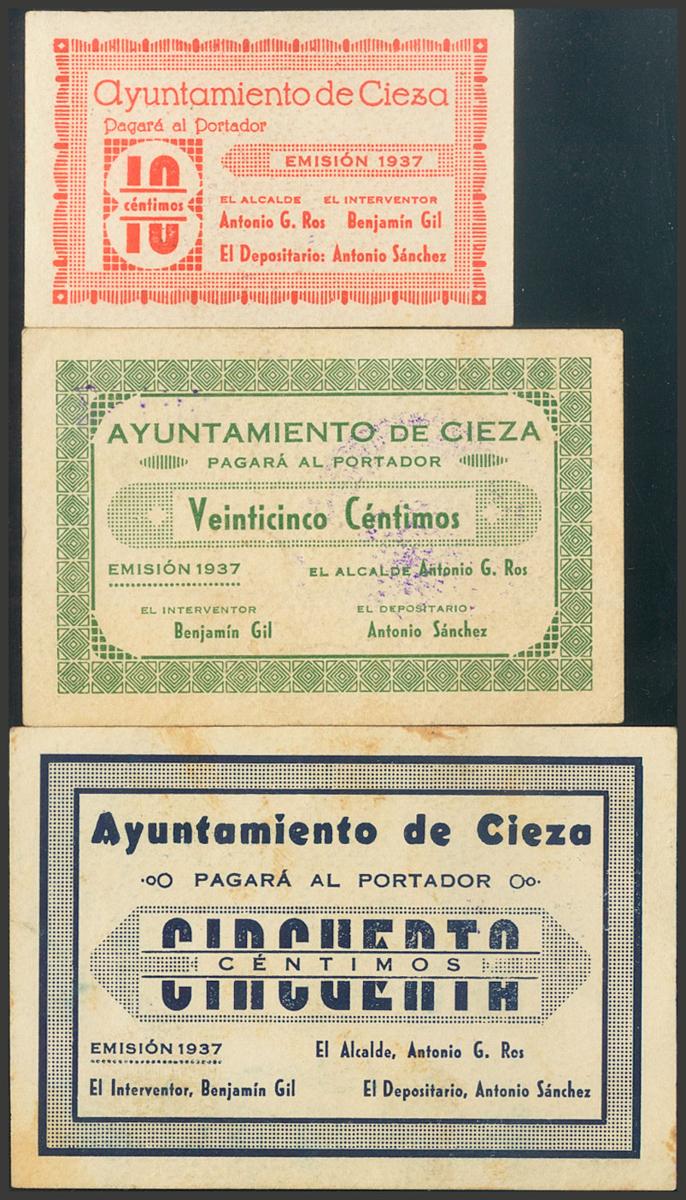 Ayuntamiento de Cieza
Pagará al Portador
10
céntimos
10
EMISIÓN 1937
EL ALCALDE EL INTERVENTOR
Antonio G. Ros Benjamín Gil
El Depositario: Antonio Sánchez
AYUNTAMIENTO DE CIEZA
PAGARÁ AL PORTADOR
Veinticinco Céntimos
EMISIÓN 1937 EL ALCALDE Antonio G. Ros
EL INTERVENTOR EL DEPOSITARIO
Benjamín Gil Antonio Sánchez
Ayuntamiento de Cieza
PAGARÁ AL PORTADOR
CINCUENTA
CÉNTIMOS
CINCUENTA
EMISIÓN 1937 El Alcalde, Antonio G. Ros
El Interventor, Benjamín Gil El Depositario, Antonio Sánchez